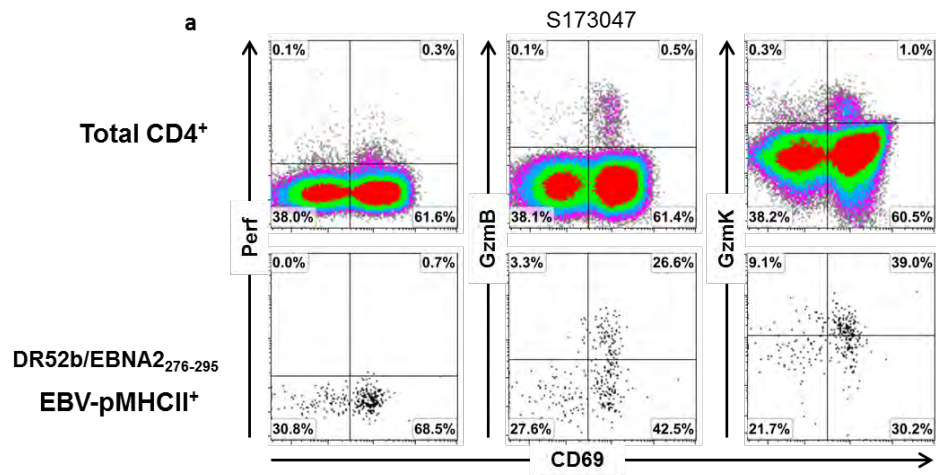 a
S173047
Total CD4+
Perf
0.1%
0.3%
38.0%
61.6%
GzmB
0.1%
0.5%
38.1%
61.4%
GzmK
0.3%
1.0%
38.2%
60.5%
DR52b/EBNA2276-295
EBV-pMHCII+
0.0%
0.7%
30.8%
68.5%
3.3%
26.6%
27.6%
42.5%
9.1%
39.0%
21.7%
30.2%
CD69